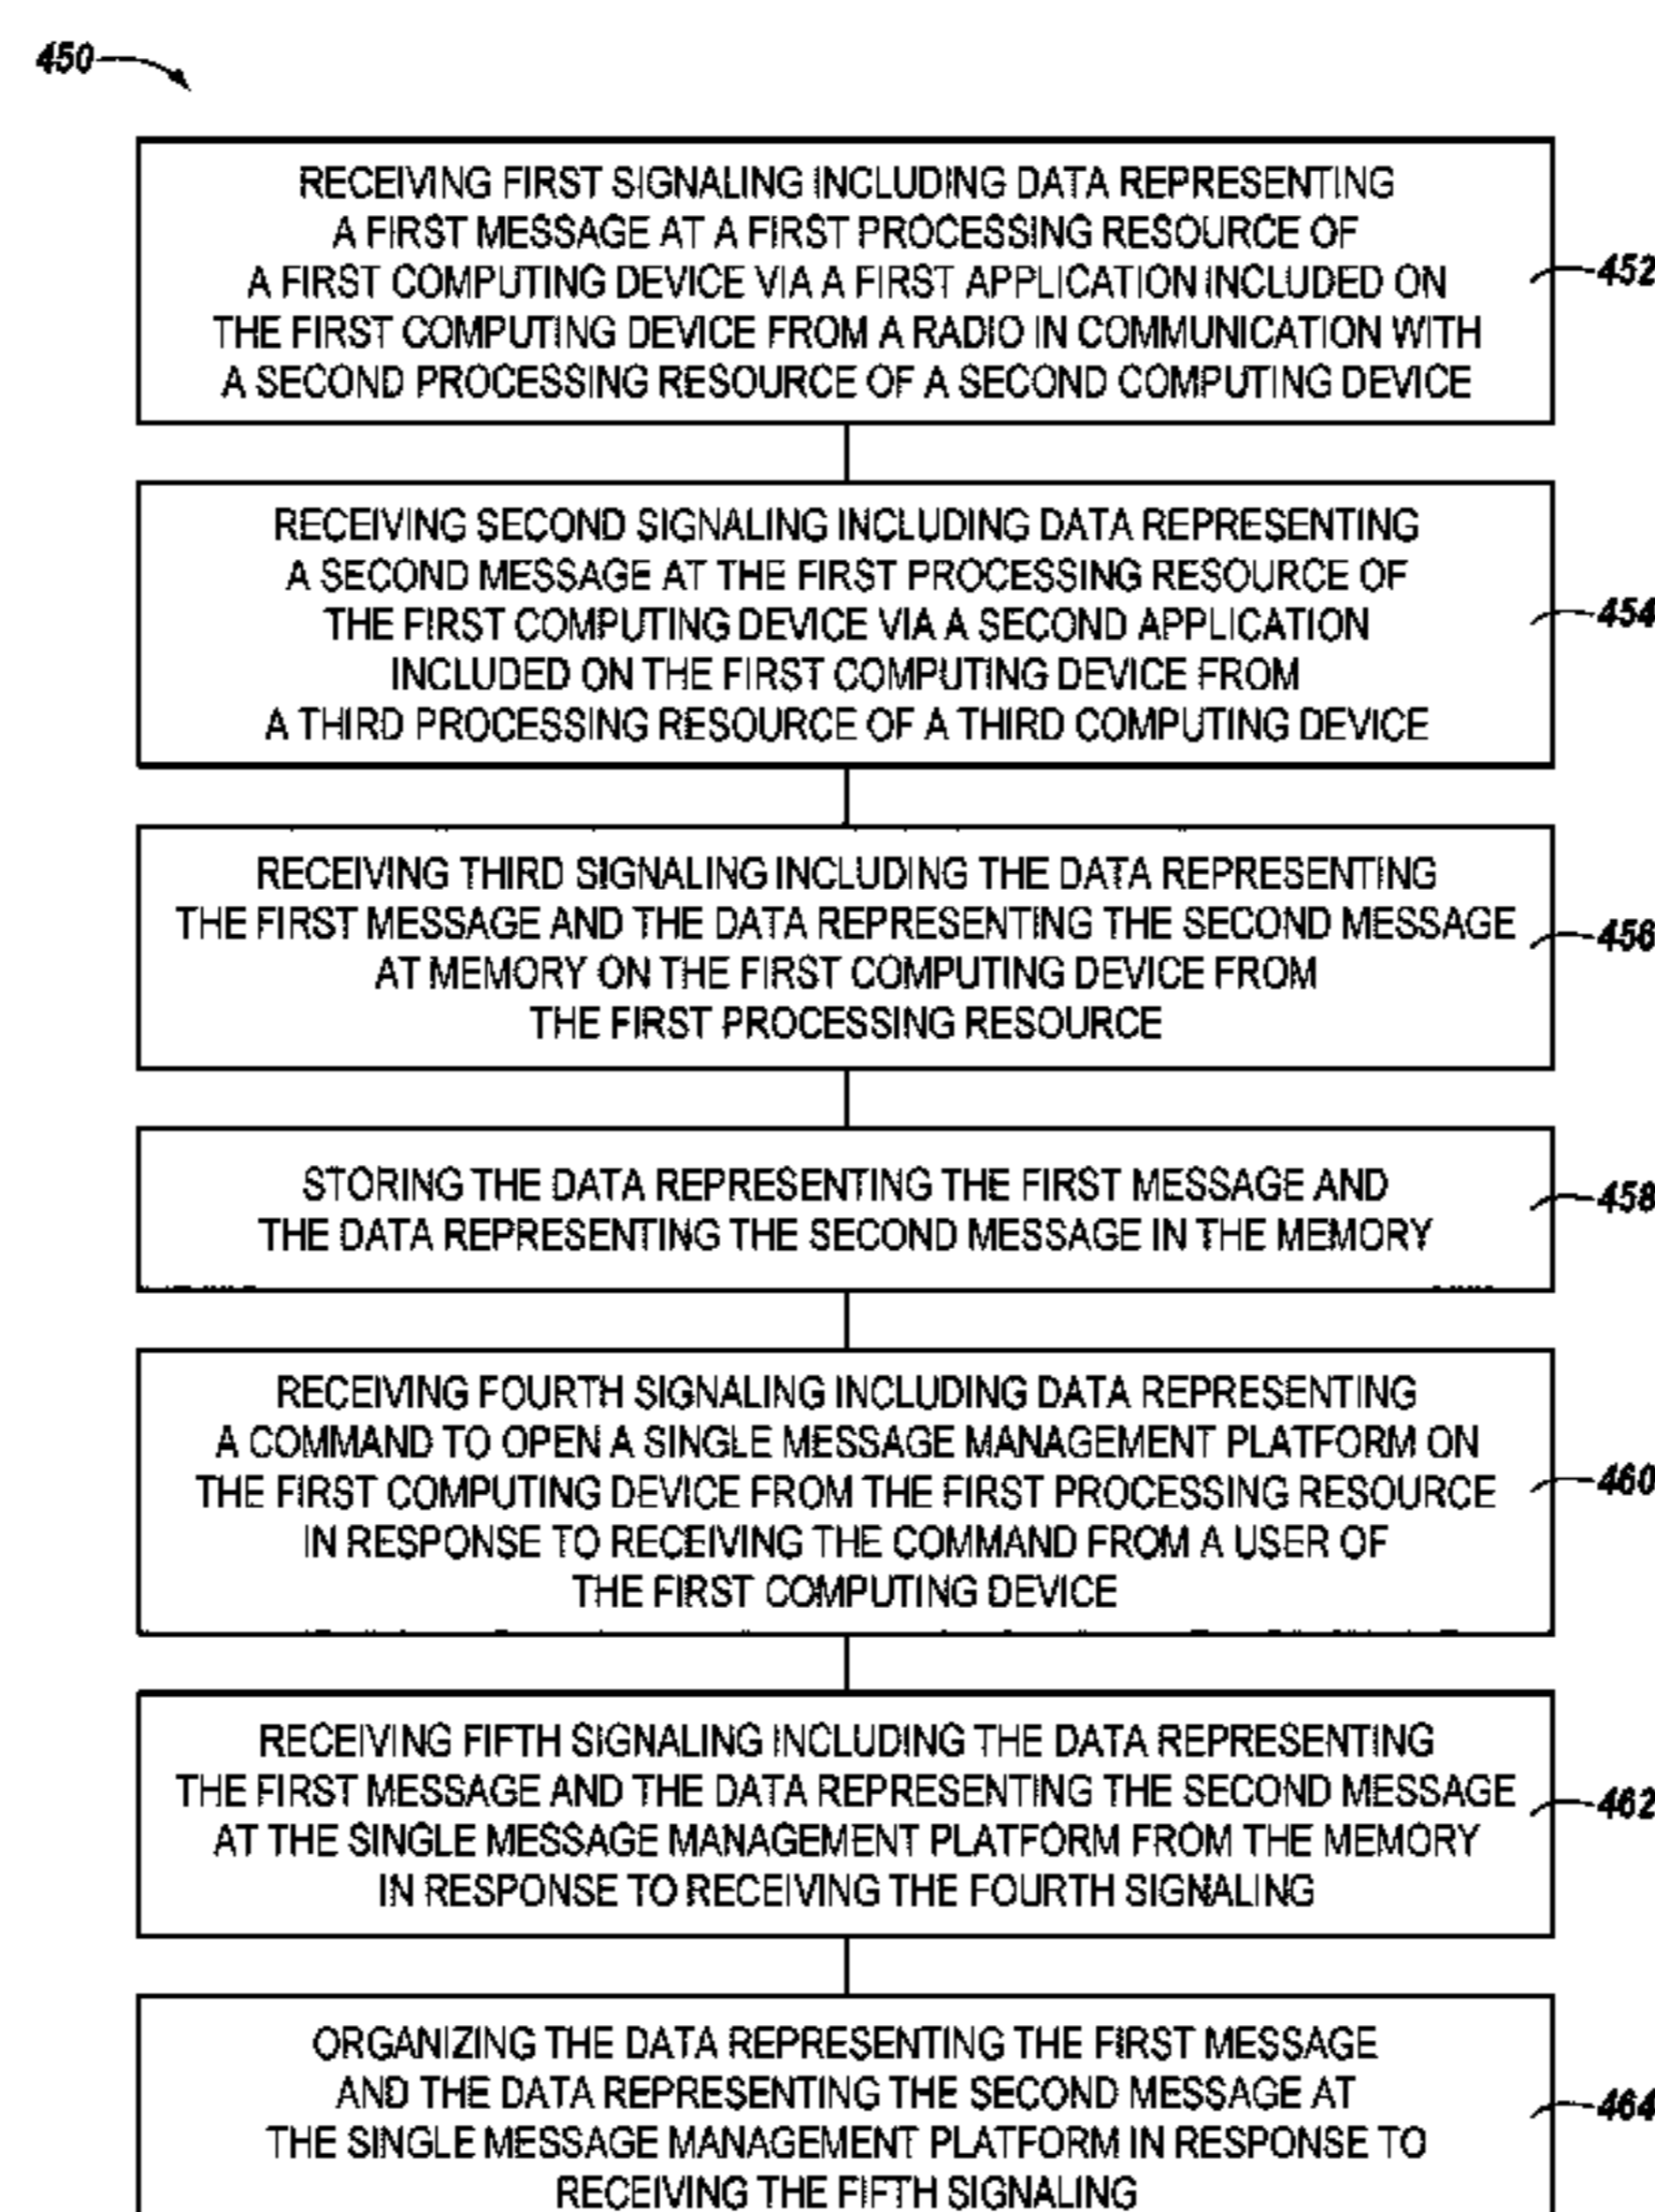 450
RECEIVING FIRST SIGNALING INCLUDING DATA REPRESENTING
A FIRST MESSAGE AT A FIRST PROCESSING RESOURCE OF
A FIRST COMPUTING DEVICE VIA A FIRST APPLICATION INCLUDED ON
THE FIRST COMPUTING DEVICE FROM A RADIO IN COMMUNICATION WITH
A SECOND PROCESSING RESOURCE OF A SECOND COMPUTING DEVICE
452
RECEIVING SECOND SIGNALING INCLUDING DATA REPRESENTING
A SECOND MESSAGE AT THE FIRST PROCESSING RESOURCE OF
THE FIRST COMPUTING DEVICE VIA A SECOND APPLICATION
INCLUDED ON THE FIRST COMPUTING DEVICE FROM
A THIRD PROCESSING RESOURCE OF A THIRD COMPUTING DEVICE
454
RECEIVING THIRD SIGNALING INCLUDING THE DATA REPRESENTING
THE FIRST MESSAGE AND THE DATA REPRESENTING THE SECOND MESSAGE
AT MEMORY ON THE FIRST COMPUTING DEVICE FROM
THE FIRST PROCESSING RESOURCE
456
STORING THE DATA REPRESENTING THE FIRST MESSAGE AND
THE DATA REPRESENTING THE SECOND MESSAGE IN THE MEMORY
458
RECEIVING FOURTH SIGNALING INCLUDING DATA REPRESENTING
A COMMAND TO OPEN A SINGLE MESSAGE MANAGEMENT PLATFORM ON
THE FIRST COMPUTING DEVICE FROM THE FIRST PROCESSING RESOURCE
IN RESPONSE TO RECEIVING THE COMMAND FROM A USER OF
THE FIRST COMPUTING DEVICE
460
RECEIVING FIFTH SIGNALING INCLUDING THE DATA REPRESENTING
THE FIRST MESSAGE AND THE DATA REPRESENTING THE SECOND MESSAGE
AT THE SINGLE MESSAGE MANAGEMENT PLATFORM FROM THE MEMORY
IN RESPONSE TO RECEIVING THE FOURTH SIGNALING
462
ORGANIZING THE DATA REPRESENTING THE FIRST MESSAGE
AND THE DATA REPRESENTING THE SECOND MESSAGE AT
THE SINGLE MESSAGE MANAGEMENT PLATFORM IN RESPONSE TO
RECEIVING THE FIFTH SIGNALING
464